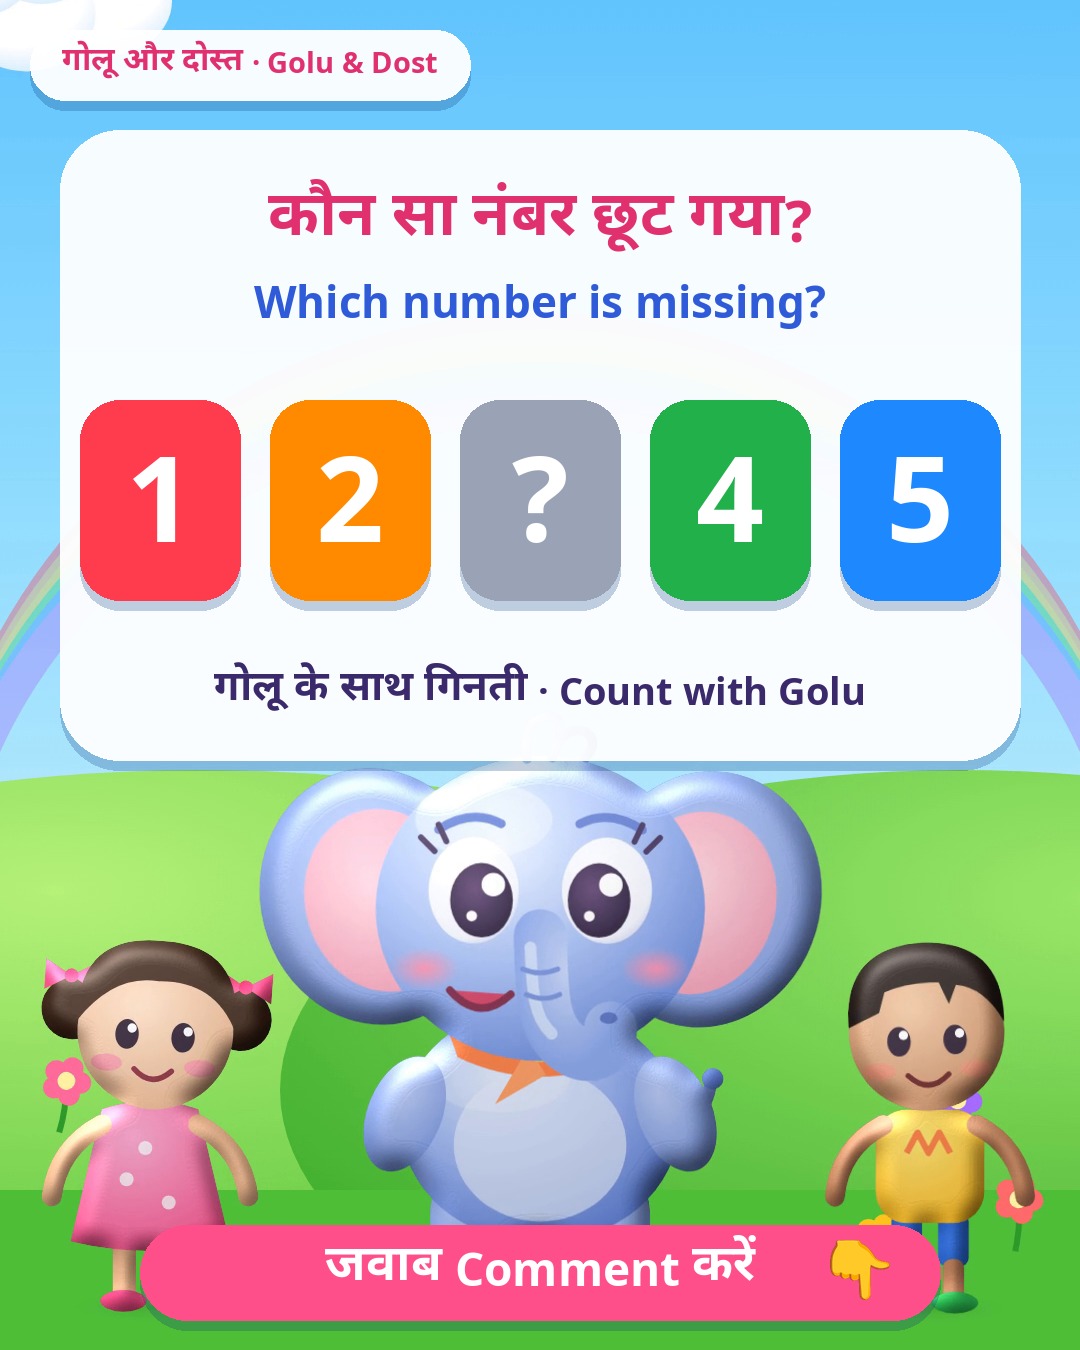 गोलू और दोस्त · Golu & Dost
कौन सा नंबर छूट गया?
Which number is missing?
1 2 ? 4 5
गोलू के साथ गिनती · Count with Golu
जवाब Comment करें 👇